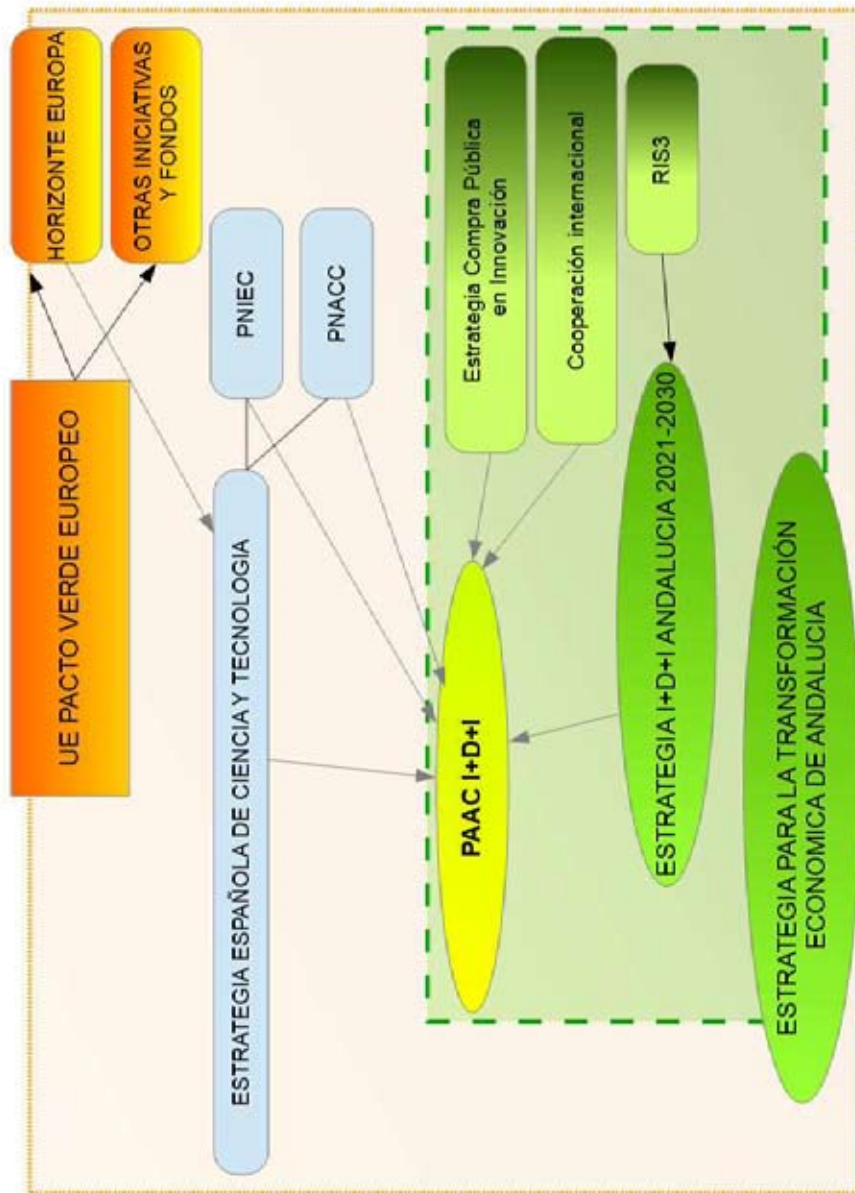 UE PACTO VERDE EUROPEO
HORIZONTE EUROPA
OTRAS INICIATIVAS
Y FONDOS
ESTRATEGIA ESPAÑOLA DE CIENCIA Y TECNOLOGIA
PNIEC
PNACC
PAAC I+D+I
Estrategia Compra Pública
en Innovación
Cooperación internacional
ESTRATEGIA I+D+I ANDALUCIA 2021-2030
RIS3
ESTRATEGIA PARA LA TRANSFORMACIÓN
ECONOMICA DE ANDALUCIA